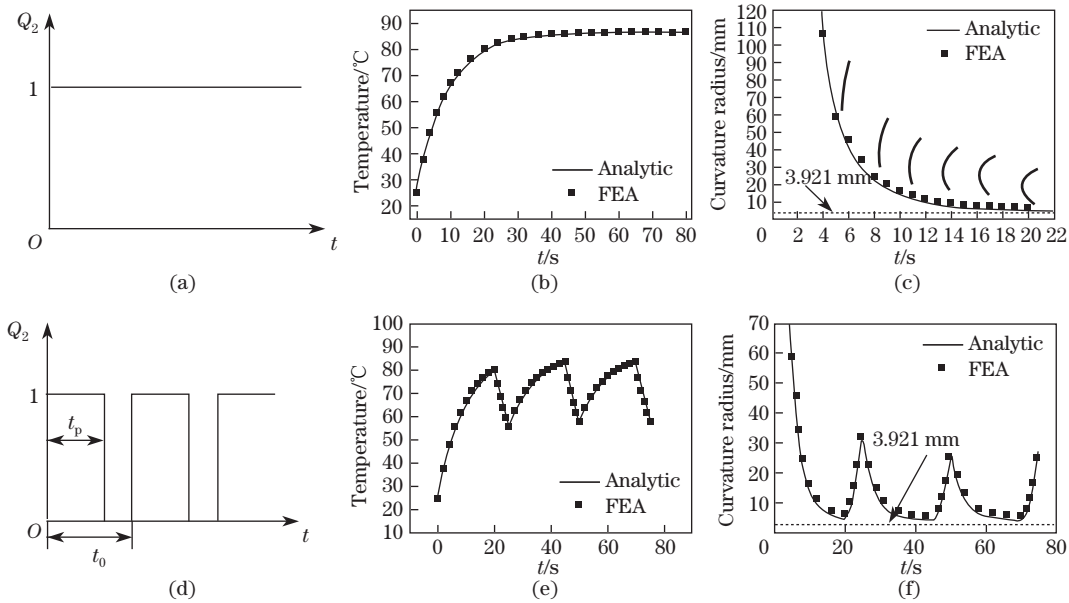 Q₂
1
O
t
(a)
Temperature/℃
90
80
70
60
50
40
30
20
Analytic
FEA
0 10 20 30 40 50 60 70 80
t/s
(b)
Curvature radius/mm
120
110
100
90
80
70
60
50
40
30
20
10
Analytic
FEA
3.921 mm
0 2 4 6 8 10 12 14 16 18 20 22
t/s
(c)
Q₂
1
tₚ
O
t
t₀
(d)
Temperature/℃
100
90
80
70
60
50
40
30
20
10
Analytic
FEA
0 20 40 60 80
t/s
(e)
Curvature radius/mm
70
60
50
40
30
20
10
Analytic
FEA
3.921 mm
0 20 40 60 80
t/s
(f)